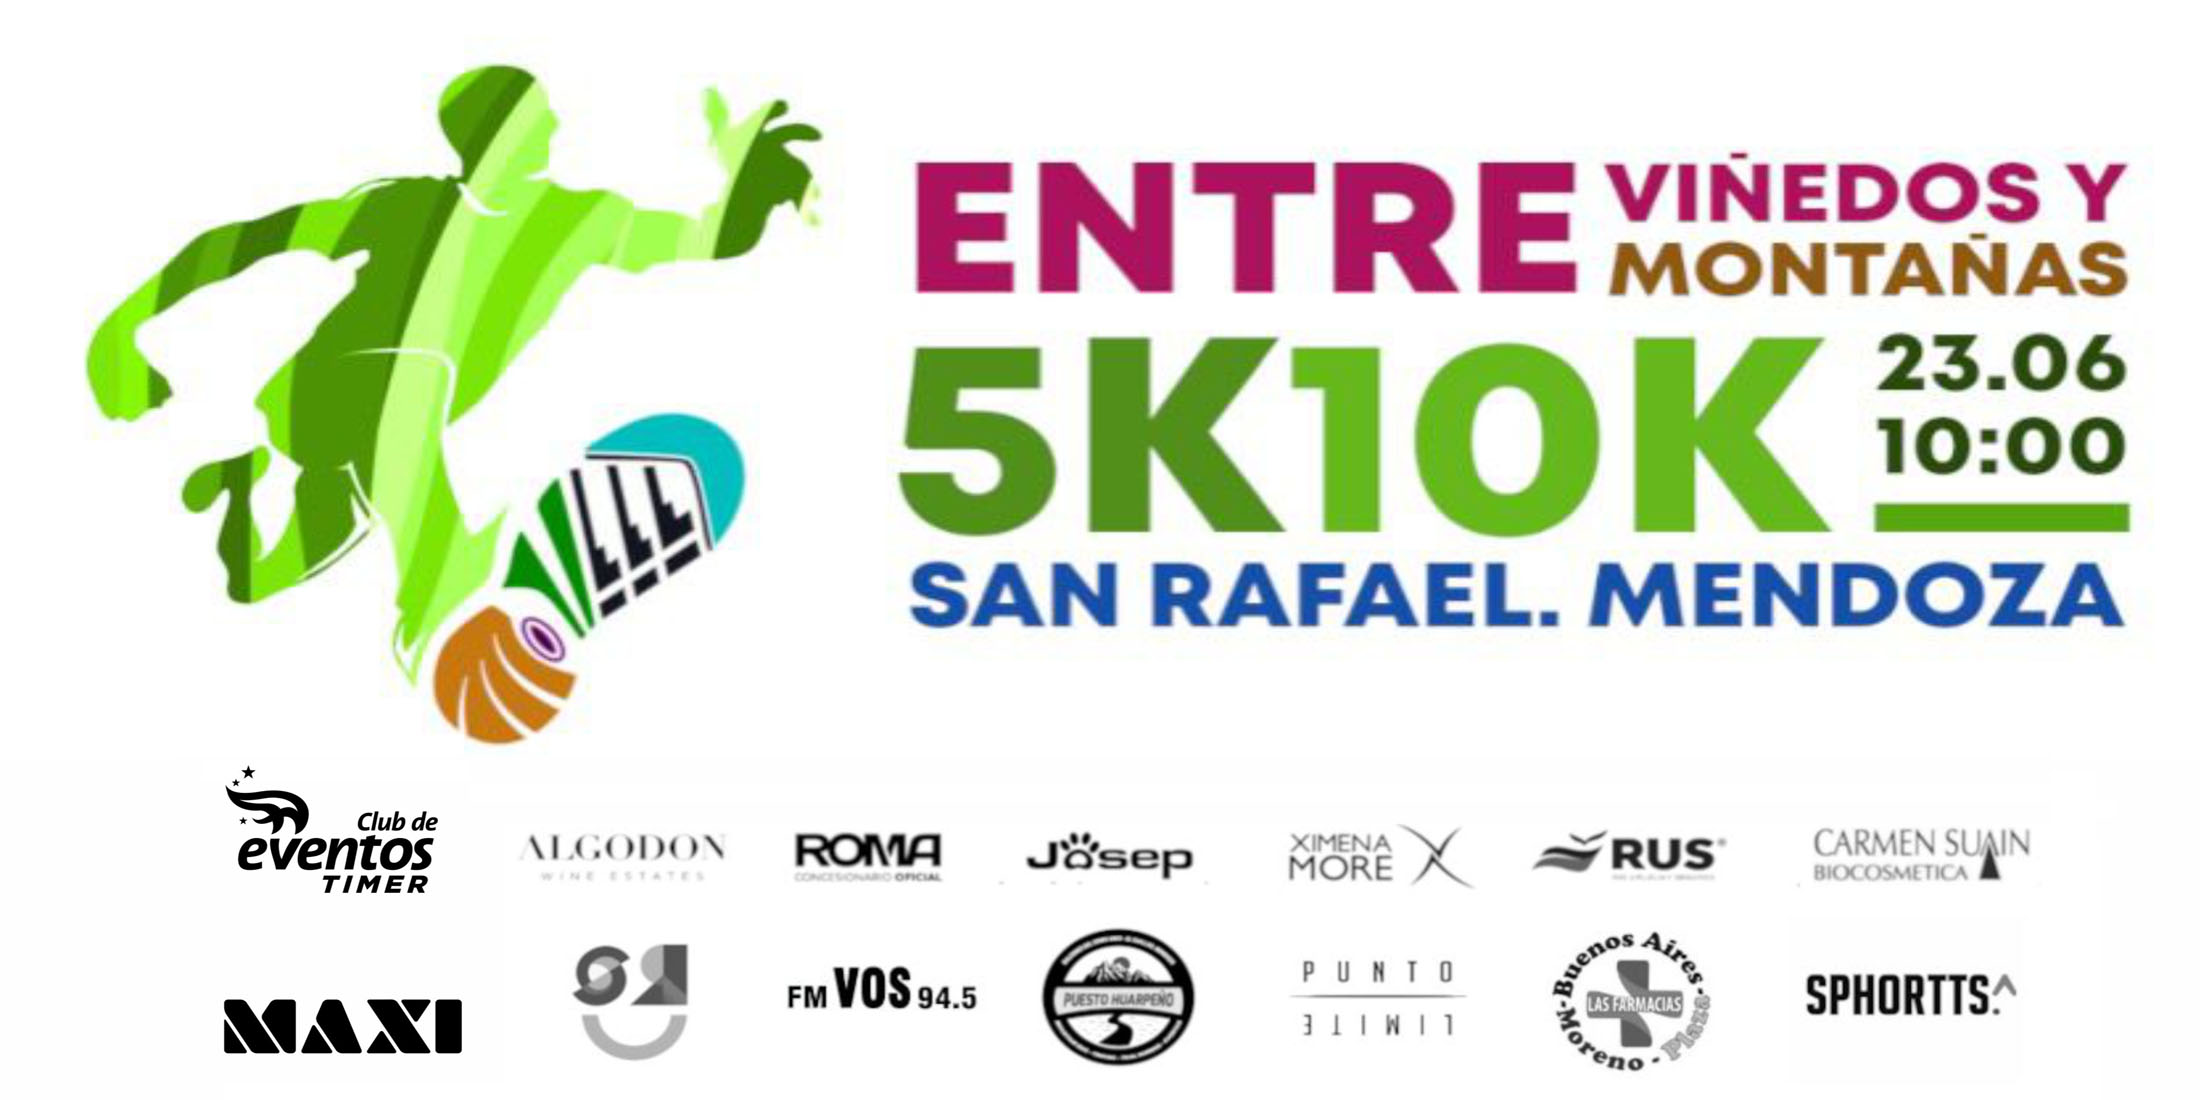 ENTRE VIÑEDOS Y
MONTAÑAS
5K10K 23.06
10:00
SAN RAFAEL. MENDOZA
Club de
eventos
TIMER
ALGODON
WINE ESTATES
ROMA
CONCESIONARIO OFICIAL
Josep
XIMENA
MORE
RUS
CARMEN SUAIN
BIOCOSMETICA
MAXI
SR
FM VOS 94.5
PUESTO HUARPEÑO
PUNTO
LIMITE
Buenos Aires
LAS FARMACIAS
Moreno - Plaza
SPHORTTS.^